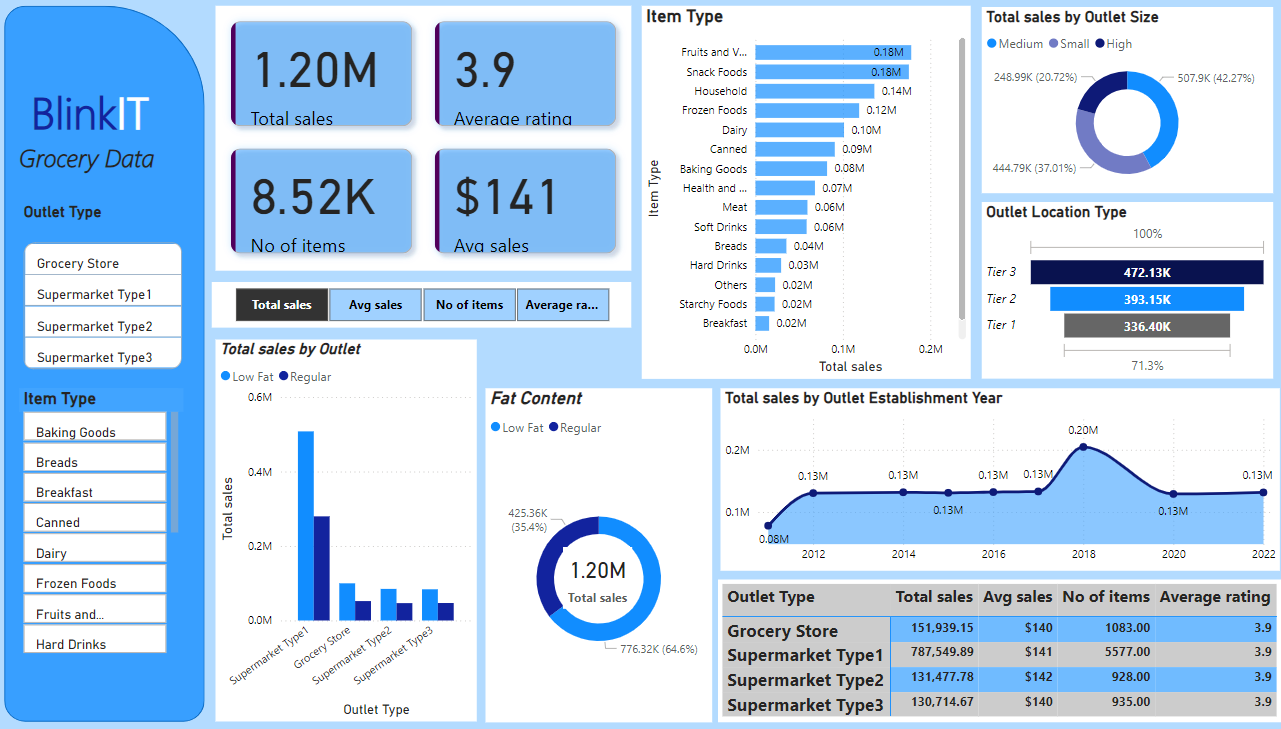 BlinkIT
Grocery Data
Outlet Type
Grocery Store
Supermarket Type1
Supermarket Type2
Supermarket Type3
Item Type
Baking Goods
Breads
Breakfast
Canned
Dairy
Frozen Foods
Fruits and...
Hard Drinks
1.20M
Total sales
3.9
Average rating
8.52K
No of items
$141
Avg sales
Total sales
Avg sales
No of items
Average ra...
Item Type
Item Type
Fruits and V... 0.18M
Snack Foods 0.18M
Household 0.14M
Frozen Foods 0.12M
Dairy 0.10M
Canned 0.09M
Baking Goods 0.08M
Health and ... 0.07M
Meat 0.06M
Soft Drinks 0.06M
Breads 0.04M
Hard Drinks 0.03M
Others 0.02M
Starchy Foods 0.02M
Breakfast 0.02M
0.0M 0.1M 0.2M
Total sales
Total sales by Outlet Size
Medium Small High
248.99K (20.72%)
507.9K (42.27%)
444.79K (37.01%)
Outlet Location Type
100%
Tier 3 472.13K
Tier 2 393.15K
Tier 1 336.40K
71.3%
Total sales by Outlet
Low Fat Regular
Total sales
0.6M
0.4M
0.2M
0.0M
Supermarket Type1
Grocery Store
Supermarket Type2
Supermarket Type3
Outlet Type
Fat Content
Low Fat Regular
425.36K
(35.4%)
1.20M
Total sales
776.32K (64.6%)
Total sales by Outlet Establishment Year
0.2M
0.1M
0.08M
0.13M
0.13M
0.13M
0.13M
0.13M
0.20M
0.13M
0.13M
2012 2014 2016 2018 2020 2022
Outlet Type Total sales Avg sales No of items Average rating
Grocery Store 151,939.15 $140 1083.00 3.9
Supermarket Type1 787,549.89 $141 5577.00 3.9
Supermarket Type2 131,477.78 $142 928.00 3.9
Supermarket Type3 130,714.67 $140 935.00 3.9